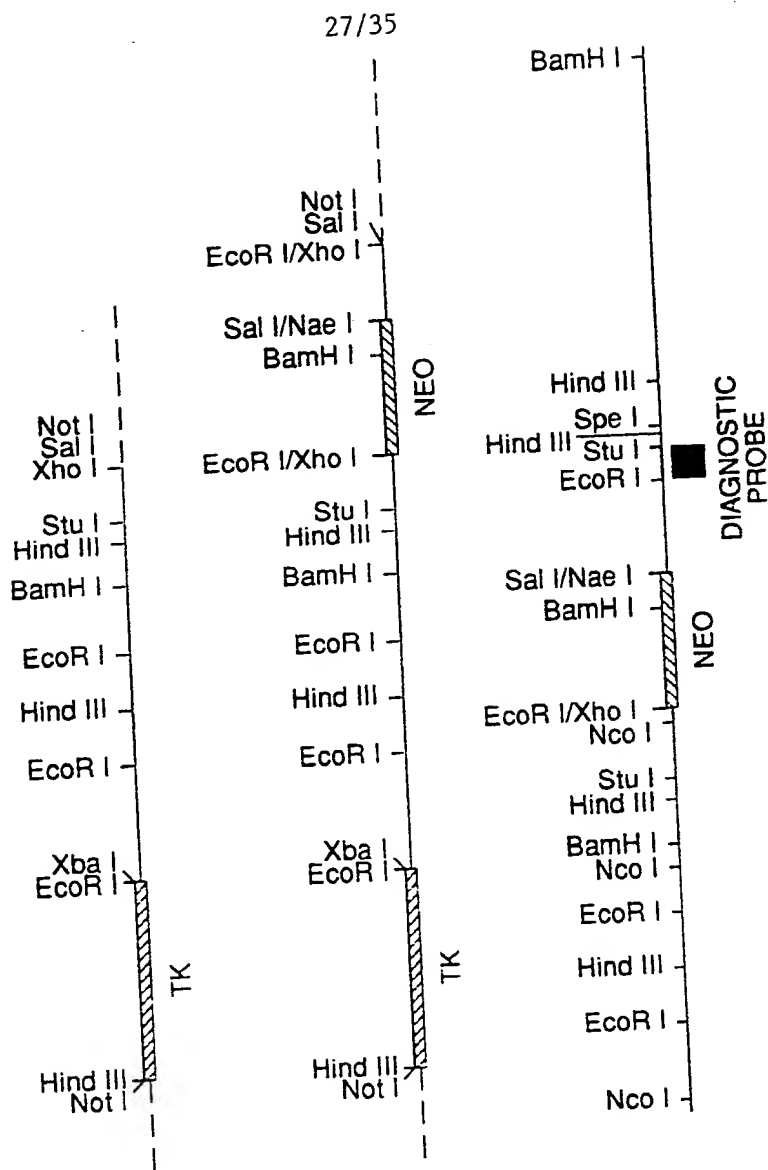 27/35
Not I
Sal I
Xho I
Stu I
Hind III
BamH I
EcoR I
Hind III
EcoR I
Xba I
EcoR I
TK
Hind III
Not I
Not I
Sal I
EcoR I/Xho I
Sal I/Nae I
BamH I
NEO
EcoR I/Xho I
Stu I
Hind III
BamH I
EcoR I
Hind III
EcoR I
Xba I
EcoR I
TK
Hind III
Not I
BamH I
Hind III
Spe I
Hind III
Stu I
EcoR I
DIAGNOSTIC
PROBE
Sal I/Nae I
BamH I
NEO
EcoR I/Xho I
Nco I
Stu I
Hind III
BamH I
Nco I
EcoR I
Hind III
EcoR I
Nco I